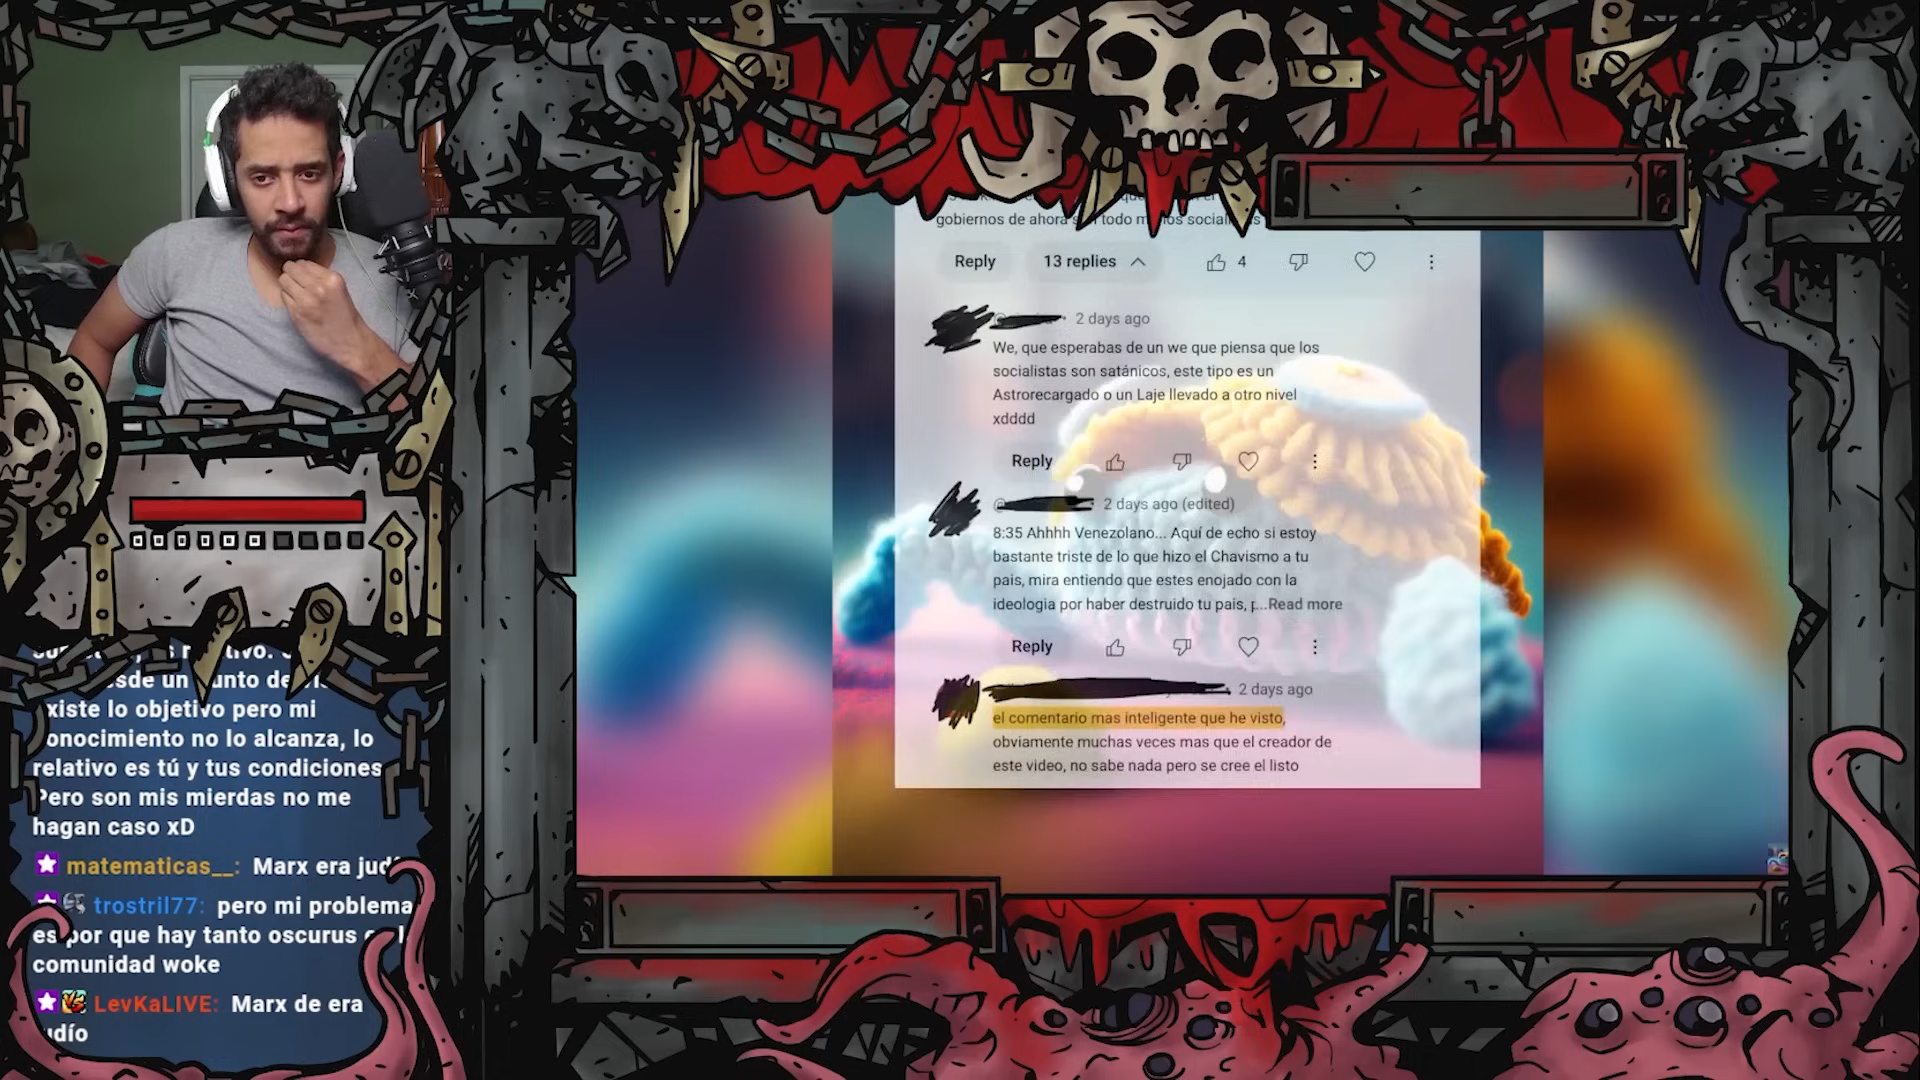 gobiernos de ahora
Reply 13 replies 4
2 days ago
We, que esperabas de un we que piensa que los
socialistas son satánicos, este tipo es un
Astrorecargado o un Laje llevado a otro nivel
xdddd
Reply
2 days ago (edited)
8:35 Ahhhh Venezolano... Aquí de echo si estoy
bastante triste de lo que hizo el Chavismo a tu
pais, mira entiendo que estes enojado con la
ideologia por haber destruido tu pais, p...Read more
Reply
2 days ago
el comentario mas inteligente que he visto,
obviamente muchas veces mas que el creador de
este video, no sabe nada pero se cree el listo
xiste lo objetivo pero mi
onocimiento no lo alcanza, lo
relativo es tú y tus condiciones
Pero son mis mierdas no me
hagan caso xD
matematicas__: Marx era jud
trostril77: pero mi problema
es por que hay tanto oscurus
comunidad woke
LevKaLIVE: Marx de era
udío